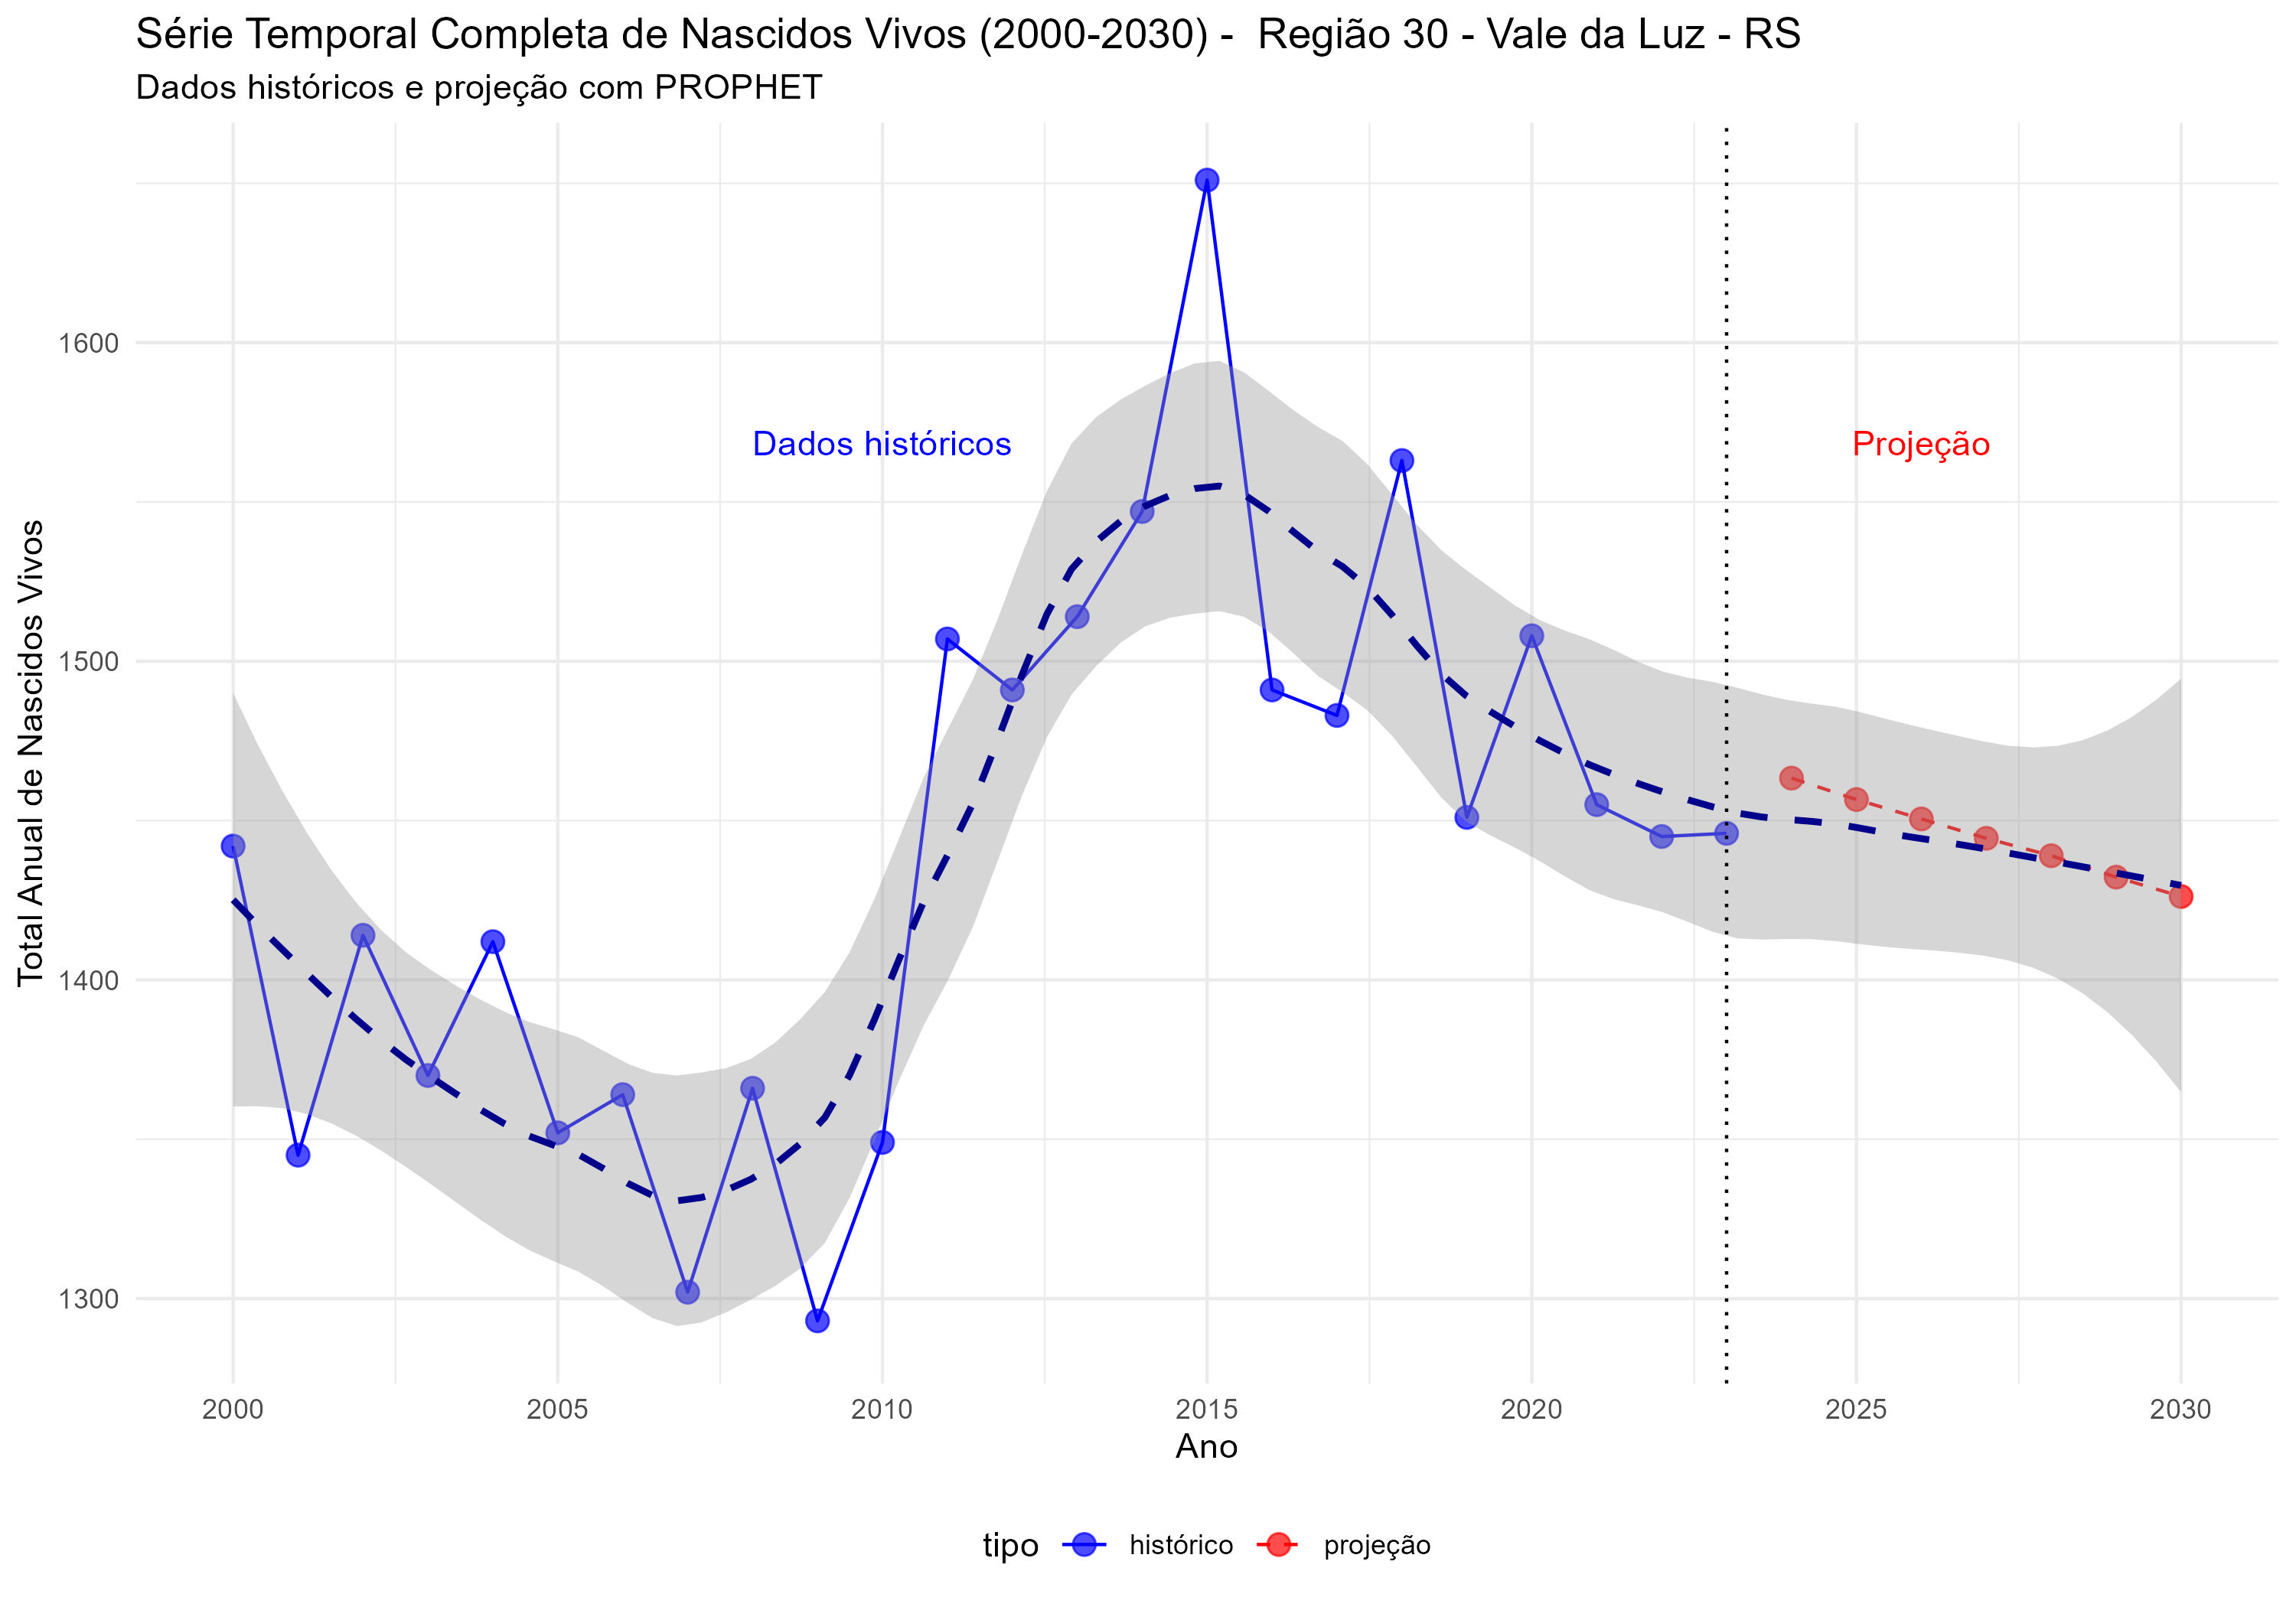 Série Temporal Completa de Nascidos Vivos (2000-2030) -  Região 30 - Vale da Luz - RS
Dados históricos e projeção com PROPHET
Total Anual de Nascidos Vivos
1600
1500
1400
1300
Dados históricos
Projeção
2000
2005
2010
2015
2020
2025
2030
Ano
tipo
histórico
projeção